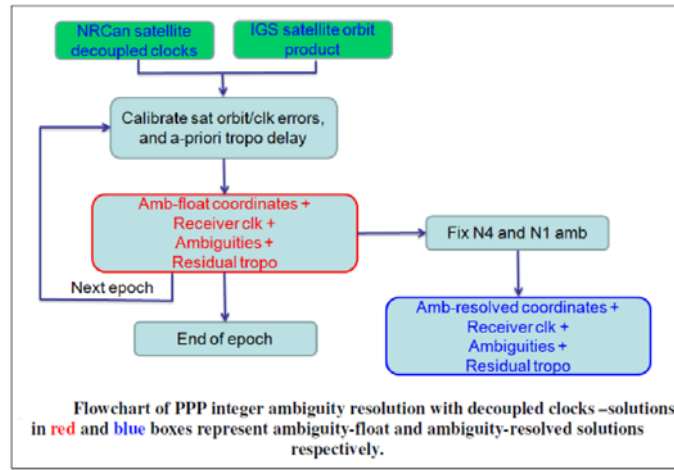 NRCan satellite
decoupled clocks
IGS satellite orbit
product
Calibrate sat orbit/clk errors,
and a-priori tropo delay
Amb-float coordinates +
Receiver clk +
Ambiguities +
Residual tropo
Fix N4 and N1 amb
Next epoch
End of epoch
Amb-resolved coordinates +
Receiver clk +
Ambiguities +
Residual tropo
Flowchart of PPP integer ambiguity resolution with decoupled clocks –solutions
in red and blue boxes represent ambiguity-float and ambiguity-resolved solutions
respectively.